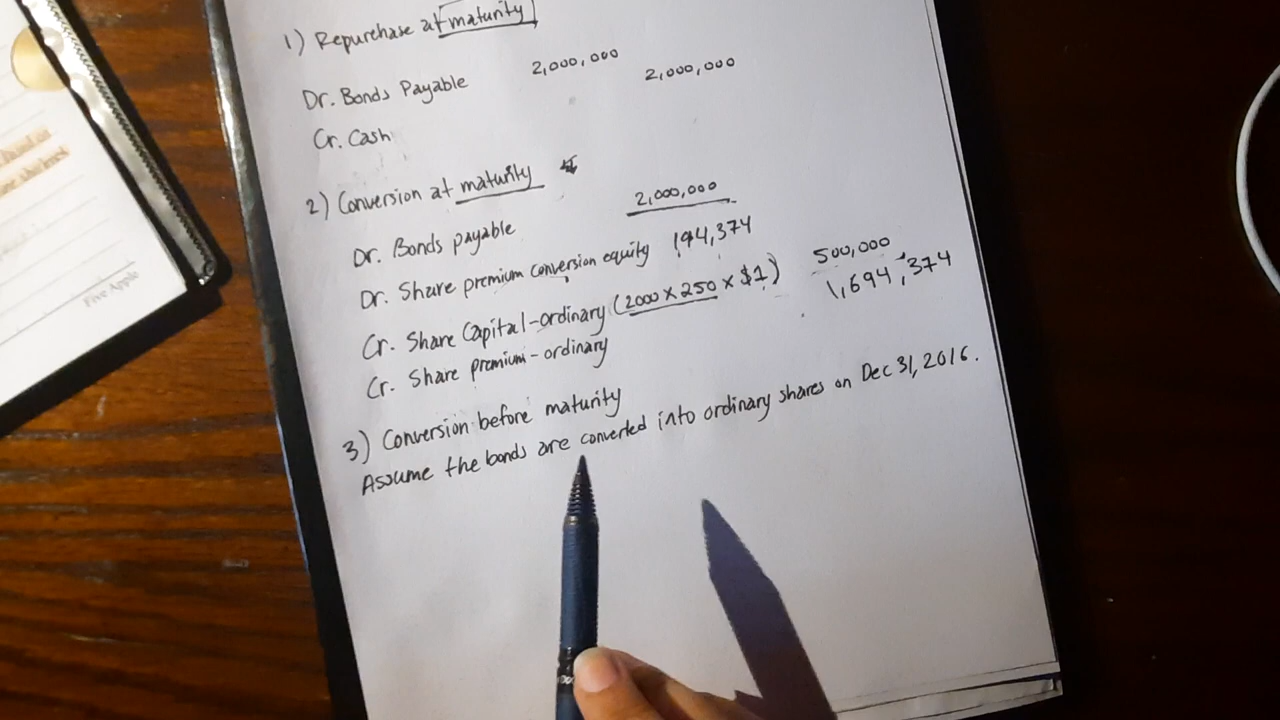 1) Repurchase at maturity
Dr. Bonds Payable 2,000,000
Cr. Cash 2,000,000
2) Conversion at maturity
Dr. Bonds payable 2,000,000
Dr. Share premium conversion equity 194,374
Cr. Share Capital-ordinary (2000 X 250 x $1) 500,000
Cr. Share premium-ordinary 1,694,374
3) Conversion before maturity
Assume the bonds are converted into ordinary shares on Dec 31, 2016.
Five Apple